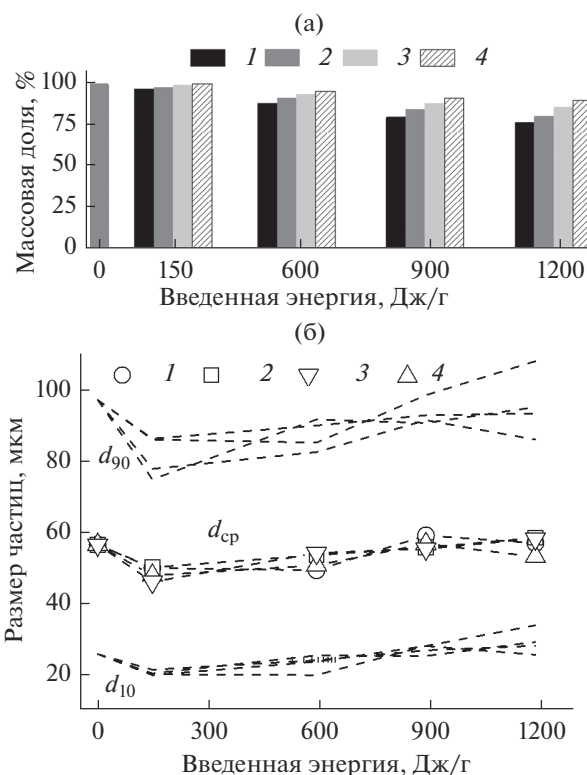 (а)
1 2 3 4
Массовая доля, %
100
75
50
25
0
0 150 600 900 1200
Введенная энергия, Дж/г
(б)
1 2 3 4
Размер частиц, мкм
100
80
60
40
20
d90
dср
d10
0 300 600 900 1200
Введенная энергия, Дж/г